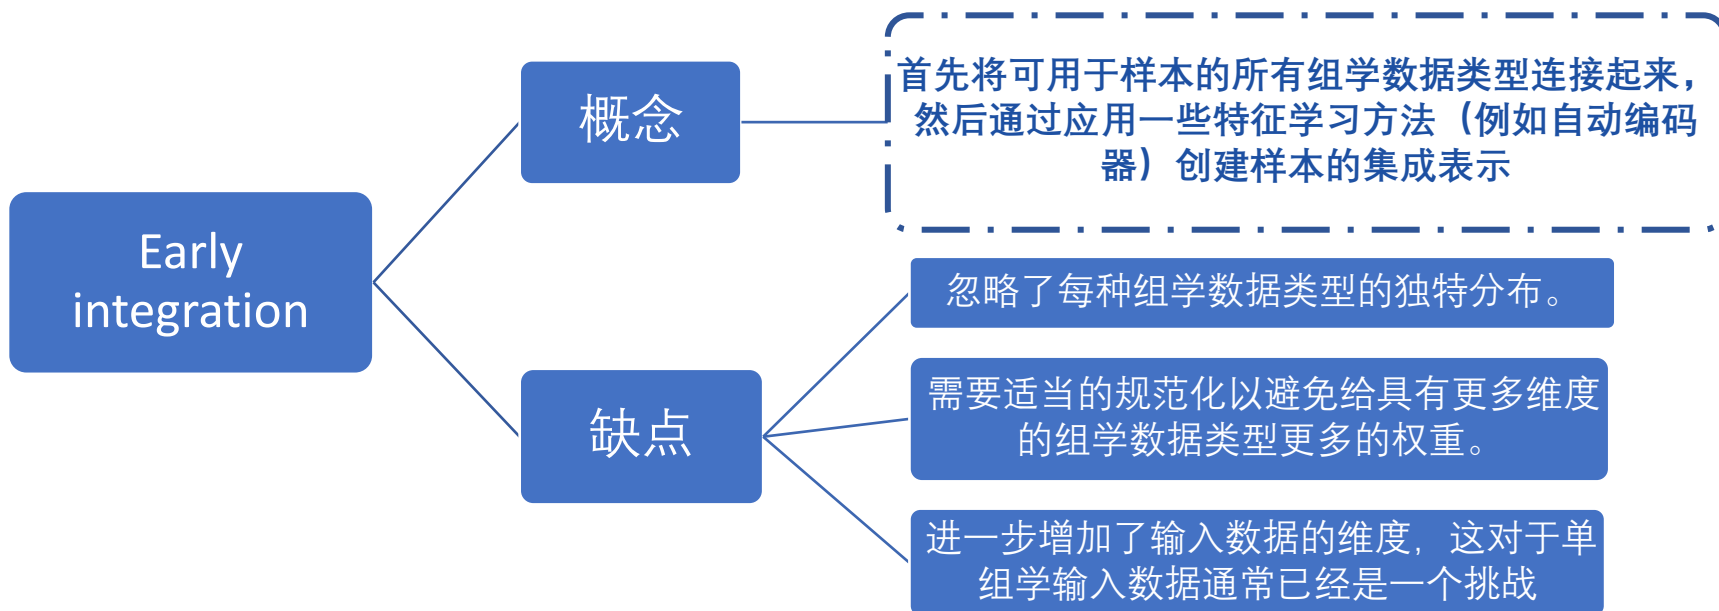 Early
integration
概念
首先将可用于样本的所有组学数据类型连接起来，
然后通过应用一些特征学习方法（例如自动编码
器）创建样本的集成表示
缺点
忽略了每种组学数据类型的独特分布。
需要适当的规范化以避免给具有更多维度
的组学数据类型更多的权重。
进一步增加了输入数据的维度，这对于单
组学输入数据通常已经是一个挑战